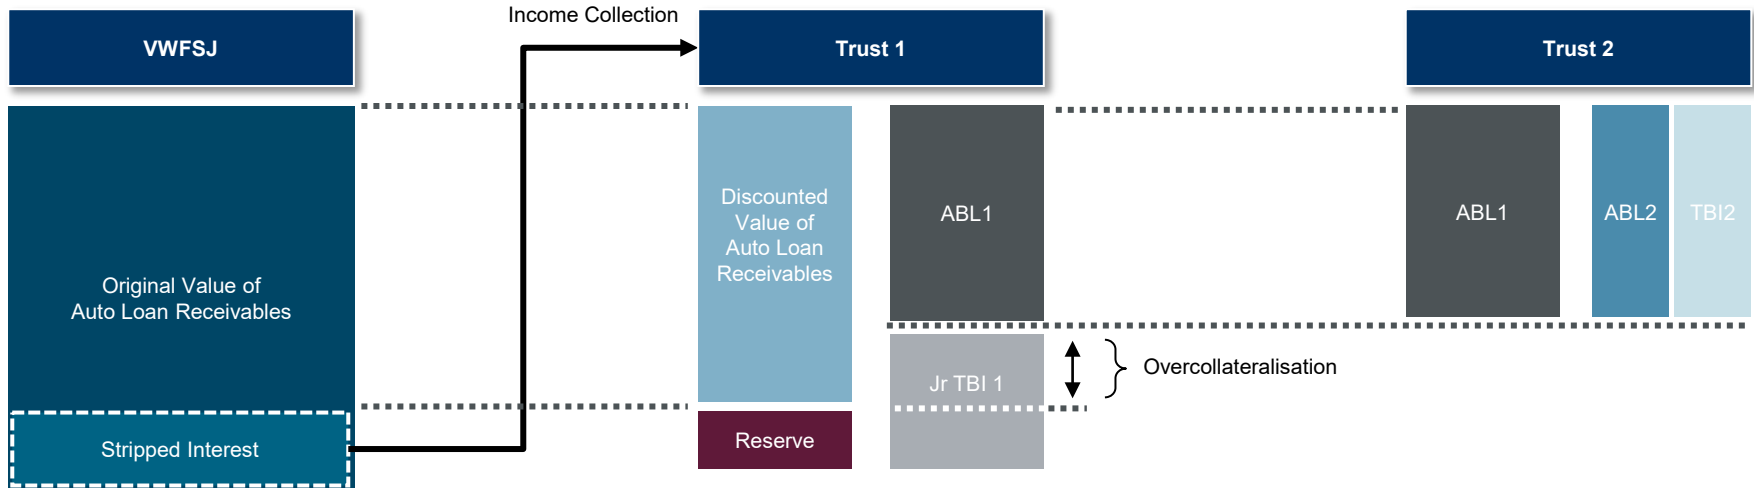 Income Collection
VWFSJ
Trust 1
Trust 2
Original Value of
Auto Loan Receivables
Stripped Interest
Discounted
Value of
Auto Loan
Receivables
Reserve
ABL1
Jr TBI 1
Overcollateralisation
ABL1
ABL2
TBI2